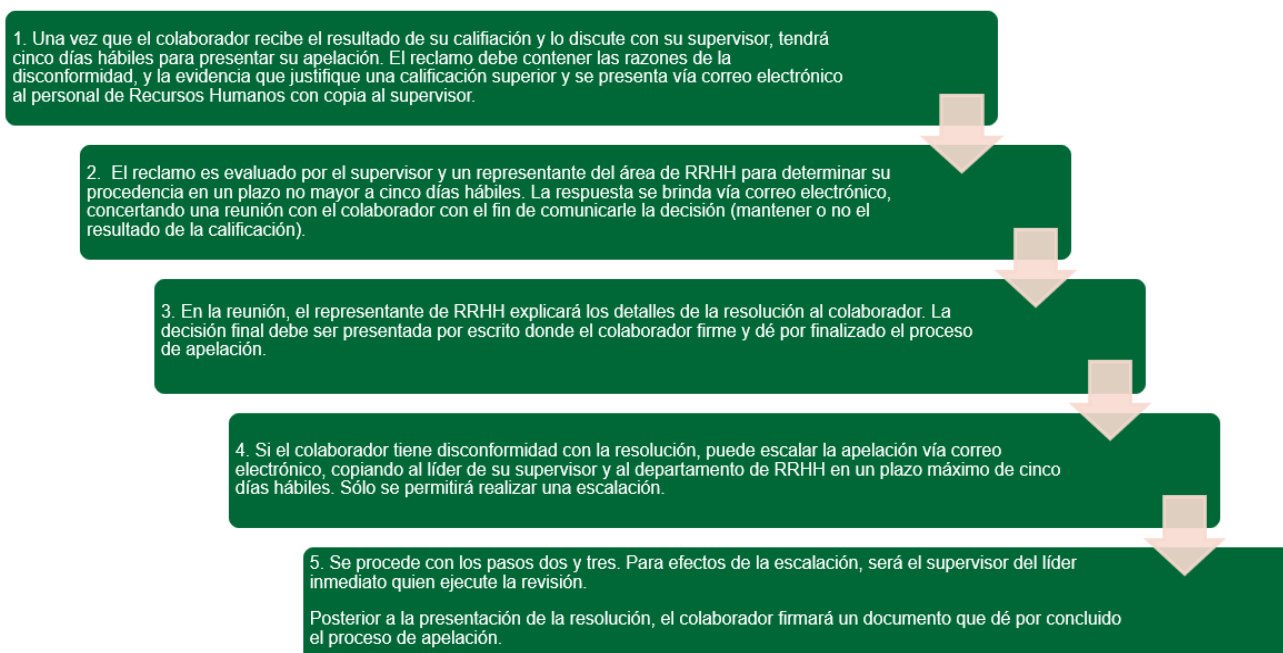 1. Una vez que el colaborador recibe el resultado de su califiación y lo discute con su supervisor, tendrá
cinco días hábiles para presentar su apelación. El reclamo debe contener las razones de la
disconformidad, y la evidencia que justifique una calificación superior y se presenta vía correo electrónico
al personal de Recursos Humanos con copia al supervisor.
2. El reclamo es evaluado por el supervisor y un representante del área de RRHH para determinar su
procedencia en un plazo no mayor a cinco días hábiles. La respuesta se brinda vía correo electrónico,
concertando una reunión con el colaborador con el fin de comunicarle la decisión (mantener o no el
resultado de la calificación).
3. En la reunión, el representante de RRHH explicará los detalles de la resolución al colaborador. La
decisión final debe ser presentada por escrito donde el colaborador firme y dé por finalizado el proceso
de apelación.
4. Si el colaborador tiene disconformidad con la resolución, puede escalar la apelación vía correo
electrónico, copiando al líder de su supervisor y al departamento de RRHH en un plazo máximo de cinco
días hábiles. Sólo se permitirá realizar una escalación.
5. Se procede con los pasos dos y tres. Para efectos de la escalación, será el supervisor del líder
inmediato quien ejecute la revisión.
Posterior a la presentación de la resolución, el colaborador firmará un documento que dé por concluido
el proceso de apelación.